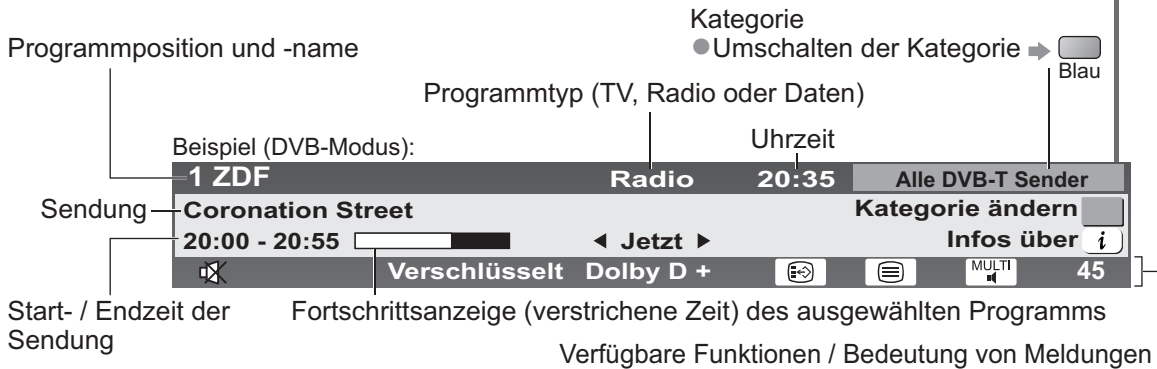 Kategorie
Programmposition und -name
●Umschalten der Kategorie
Blau
Programmtyp (TV, Radio oder Daten)
Uhrzeit
Beispiel (DVB-Modus):
1 ZDF Radio 20:35 Alle DVB-T Sender
Sendung Coronation Street Kategorie ändern
20:00 - 20:55 ◄ Jetzt ► Infos über i
Verschlüsselt Dolby D + MULTI 45
Start- / Endzeit der
Sendung
Fortschrittsanzeige (verstrichene Zeit) des ausgewählten Programms
Verfügbare Funktionen / Bedeutung von Meldungen